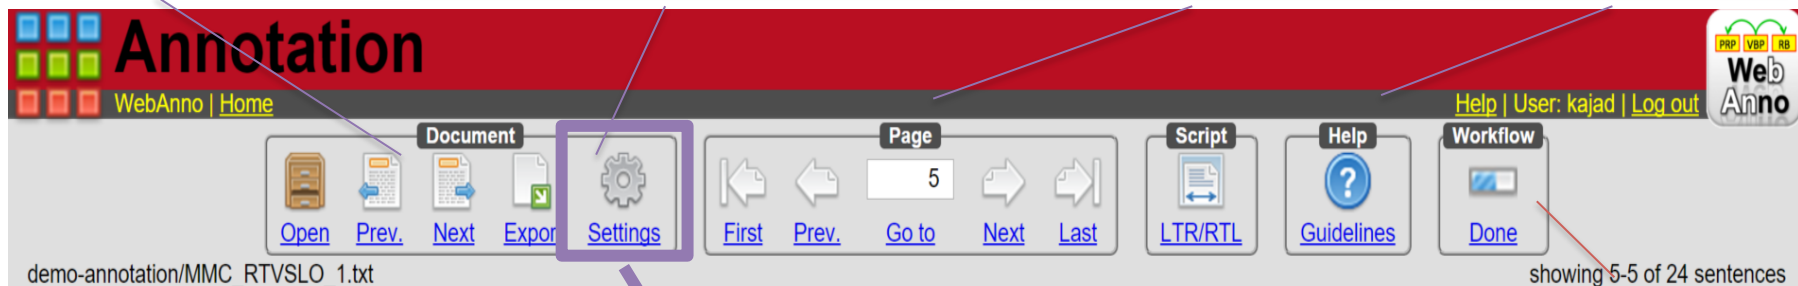 Annotation
PRP VBP RB
Web
Anno
WebAnno | Home
Help | User: kajad | Log out
Document Page Script Help Workflow
5
Open Prev. Next Expor Settings First Prev. Go to Next Last LTR/RTL Guidelines Done
demo-annotation/MMC_RTVSLO_1.txt showing 5-5 of 24 sentences